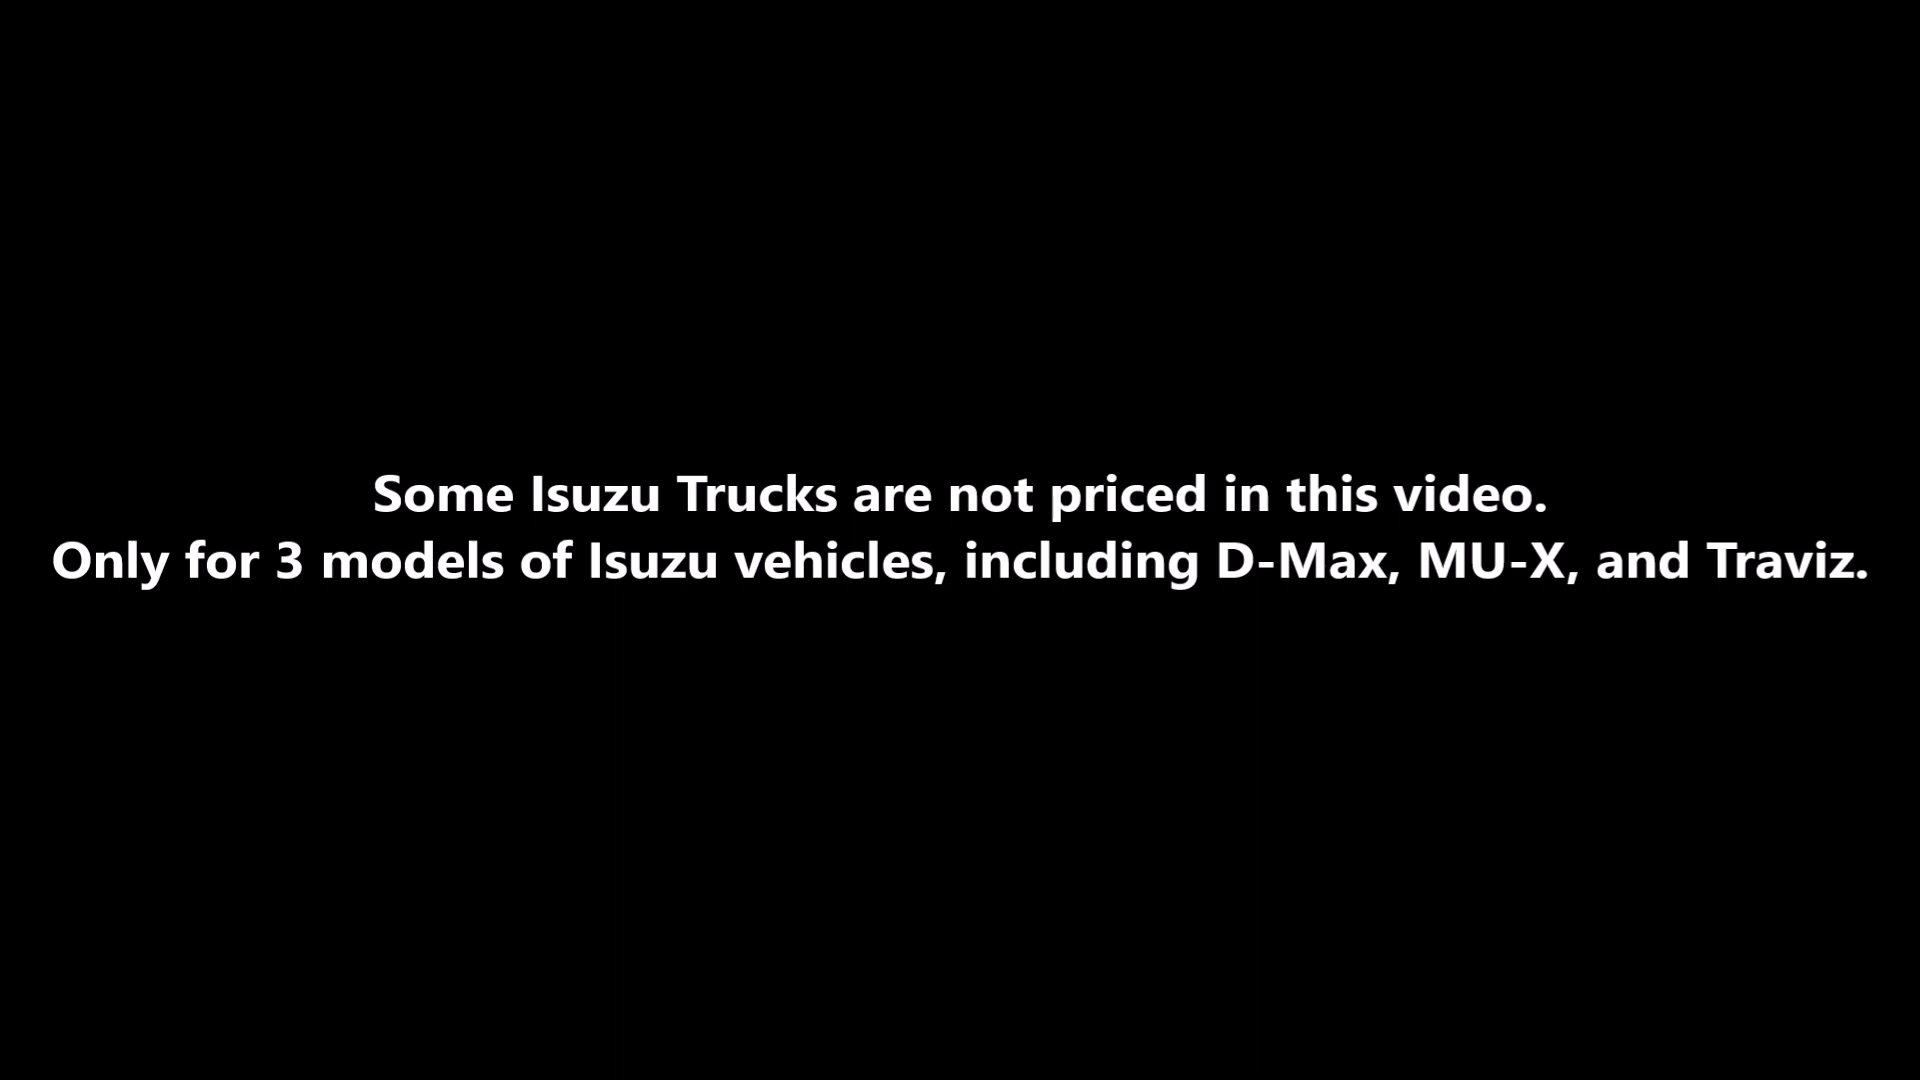 Some Isuzu Trucks are not priced in this video.
Only for 3 models of Isuzu vehicles, including D-Max, MU-X, and Traviz.